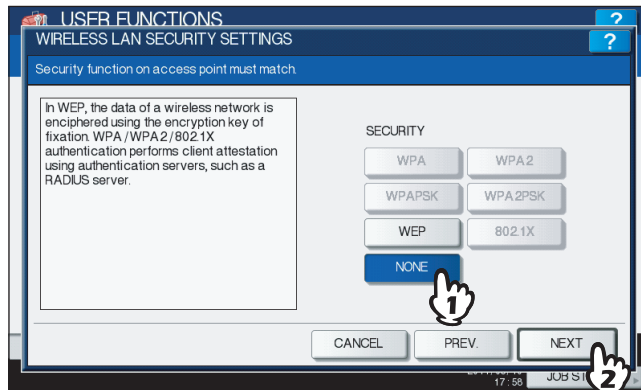 USER FUNCTIONS
?
WIRELESS LAN SECURITY SETTINGS
?
Security function on access point must match.
In WEP, the data of a wireless network is
enciphered using the encryption key of
fixation. WPA/WPA2/802.1X
authentication performs client attestation
using authentication servers, such as a
RADIUS server.
SECURITY
WPA
WPA2
WPAPSK
WPA2PSK
WEP
802.1X
NONE
1
CANCEL
PREV.
NEXT
2
17:58
JOB ST